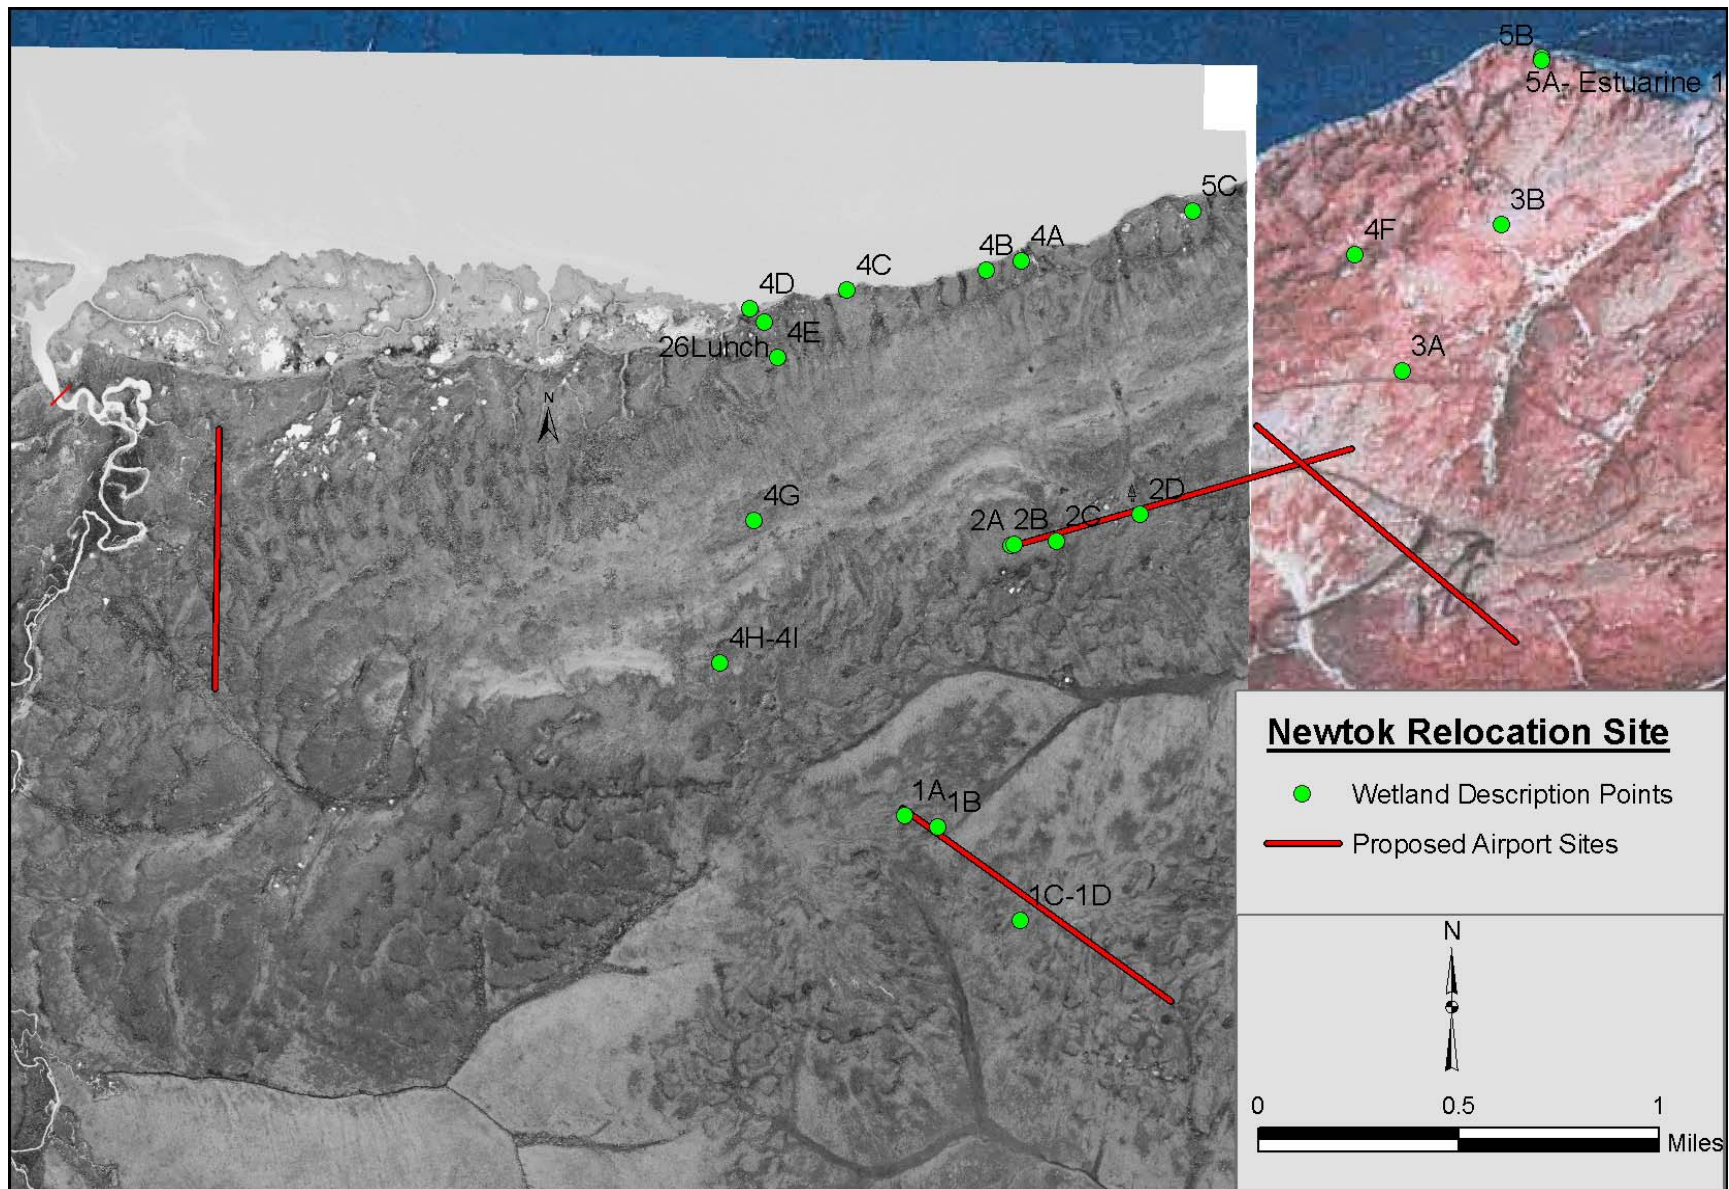 5B
5A- Estuarine 1
5C
3B
4A
4B
4F
4C
4D
4E
26Lunch
3A
N
4G
2D
2A 2B 2C
4H-4I
1A 1B
1C-1D
Newtok Relocation Site
Wetland Description Points
Proposed Airport Sites
N
0 0.5 1
Miles